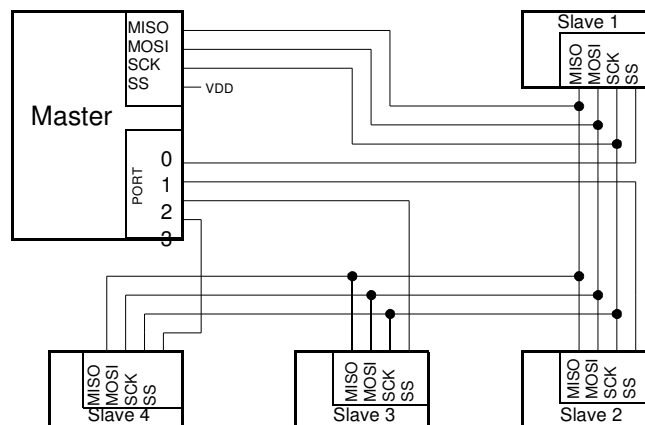 MISO
MOSI
SCK
SS
VDD
Master
PORT
0
1
2
3
Slave 1
MISO
MOSI
SCK
SS
MISO
MOSI
SCK
SS
Slave 4
MISO
MOSI
SCK
SS
Slave 3
MISO
MOSI
SCK
SS
Slave 2